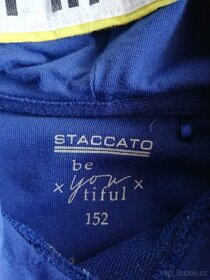 STACCATO
be
x you x
tiful
152
Bazos.cz